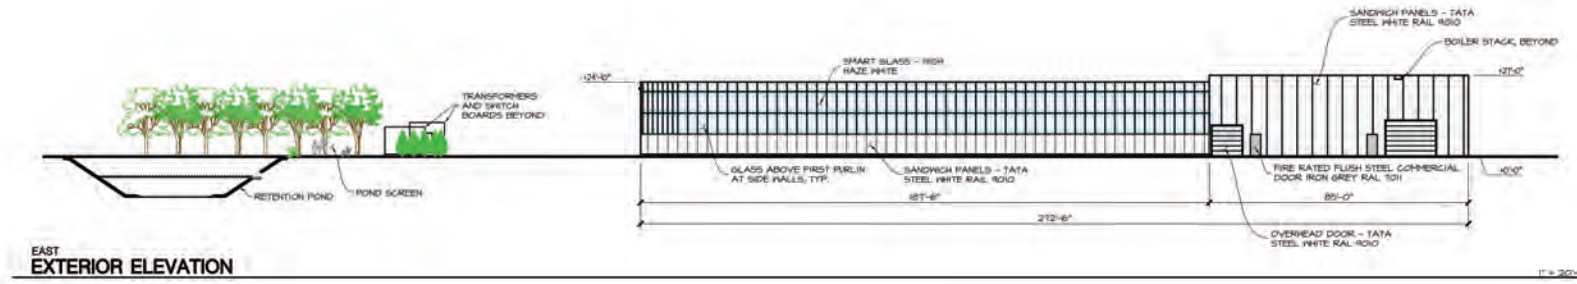 SANDWICH PANELS - TATA
STEEL WHITE RAIL 9010
BOILER STACK, BEYOND
SMART GLASS - HIGH
HAZE WHITE
+24'-6"
+27'-0"
TRANSFORMERS
AND SWITCH
BOARDS BEYOND
GLASS ABOVE FIRST PURLIN
AT SIDE WALLS, TYP.
SANDWICH PANELS - TATA
STEEL WHITE RAIL 9010
FIRE RATED FLUSH STEEL COMMERCIAL
DOOR IRON GREY RAL 7011
+0'-0"
RETENTION POND
POND SCREEN
187'-6"
85'-0"
272'-6"
OVERHEAD DOOR - TATA
STEEL WHITE RAL 9010
EAST
EXTERIOR ELEVATION
1" = 20'-